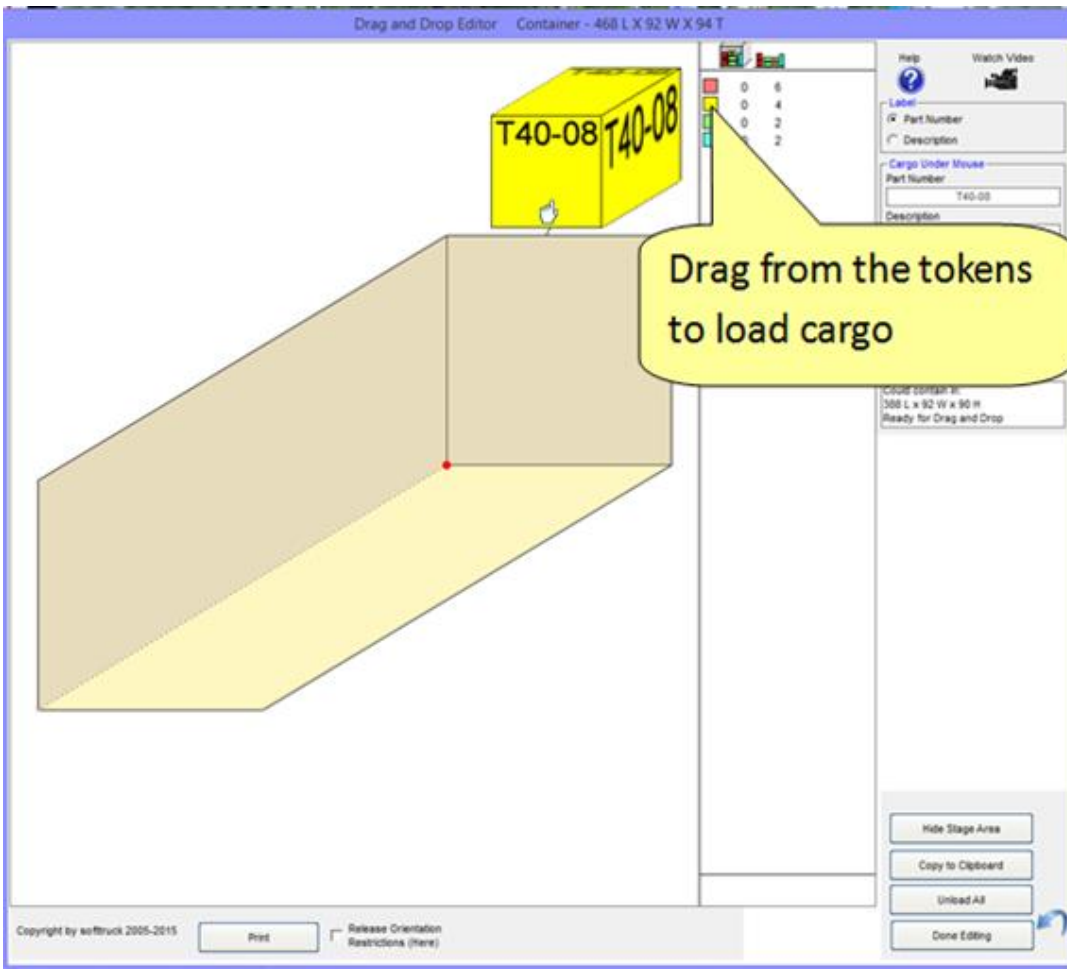 Drag and Drop Editor Container - 468 L X 92 W X 94 T
T40-08
T40-08
T40-08
0 6
0 4
0 2
2
Help
Watch Video
Label
Part Number
Description
Cargo Under Mouse
Part Number
T40-08
Description
Drag from the tokens
to load cargo
Could contain in:
388 L x 92 W x 90 H
Ready for Drag and Drop
Hide Stage Area
Copy to Clipboard
Unload All
Done Editing
Copyright by softtruck 2005-2015
Print
Release Orientation
Restrictions (Here)